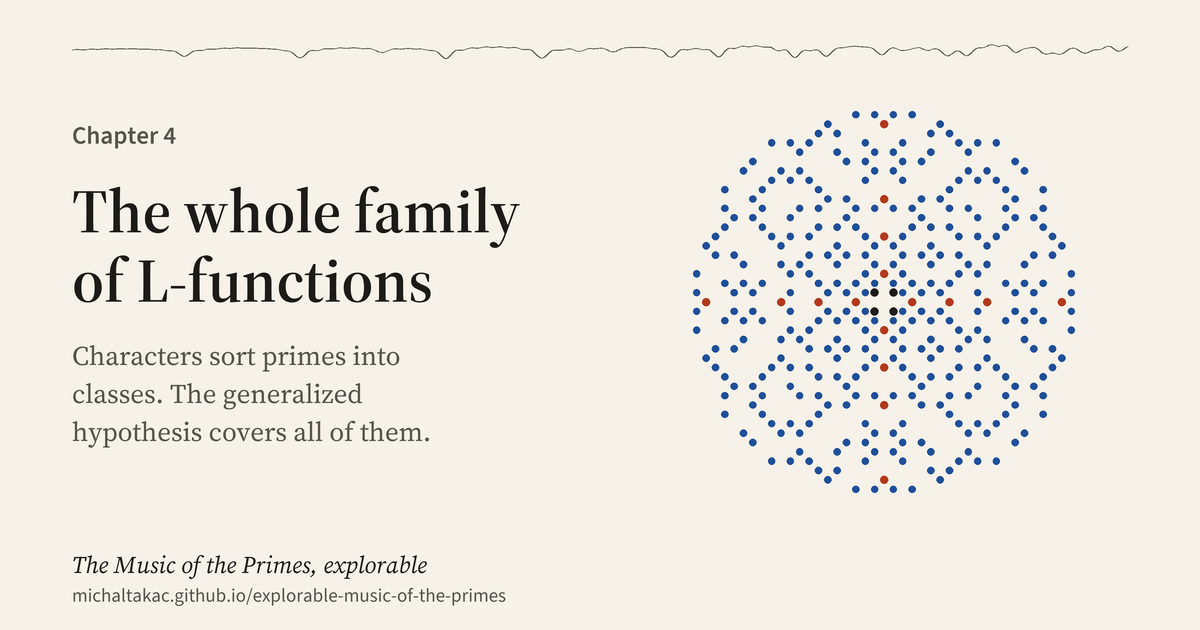 Chapter 4
The whole family
of L-functions
Characters sort primes into
classes. The generalized
hypothesis covers all of them.
The Music of the Primes, explorable
michaltakac.github.io/explorable-music-of-the-primes